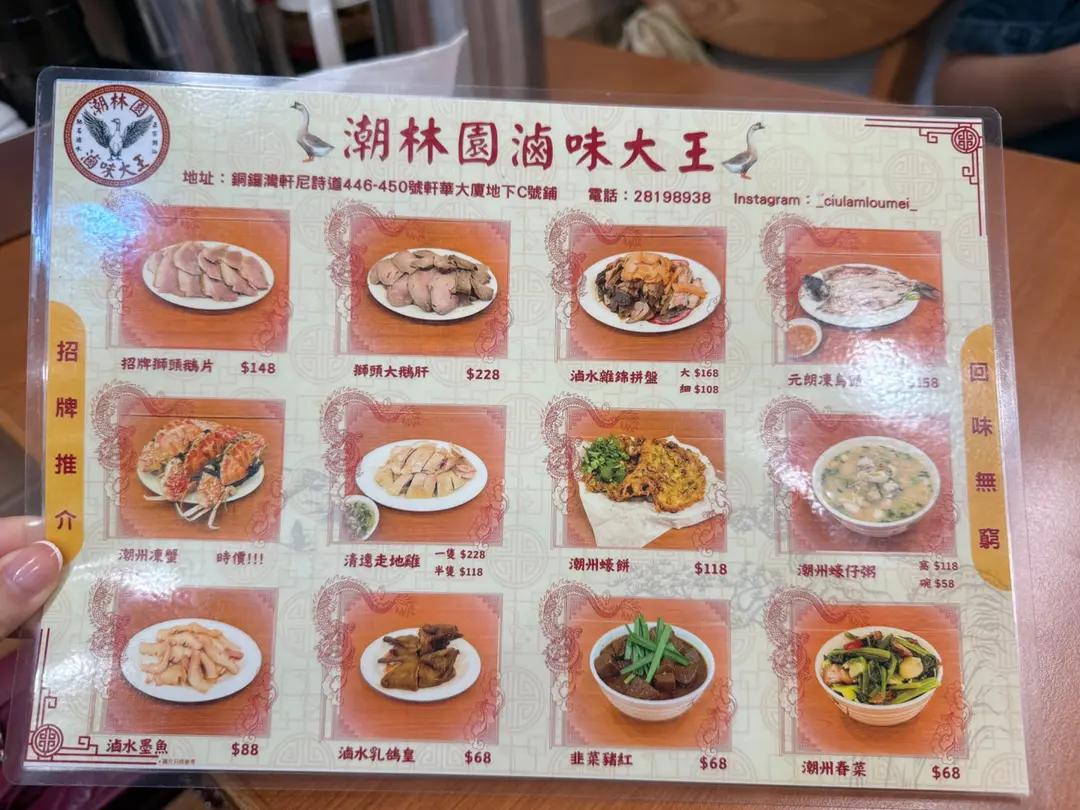 潮林園
滷味大王
潮林園滷味大王
地址：銅鑼灣軒尼詩道446-450號軒華大廈地下C號鋪 電話：28198938 Instagram：_ciulamloumei_
招牌推介
回味無窮
招牌獅頭鵝片 $148
獅頭大鵝肝 $228
滷水雜錦拼盤 大 $168
細 $108
元朗凍烏頭 $158
潮州凍蟹 時價!!!
清遠走地雞 一隻 $228
半隻 $118
潮州蠔餅 $118
潮州蠔仔粥 窩 $118
碗 $58
滷水墨魚 $88
滷水乳鴿皇 $68
韭菜豬紅 $68
潮州春菜 $68